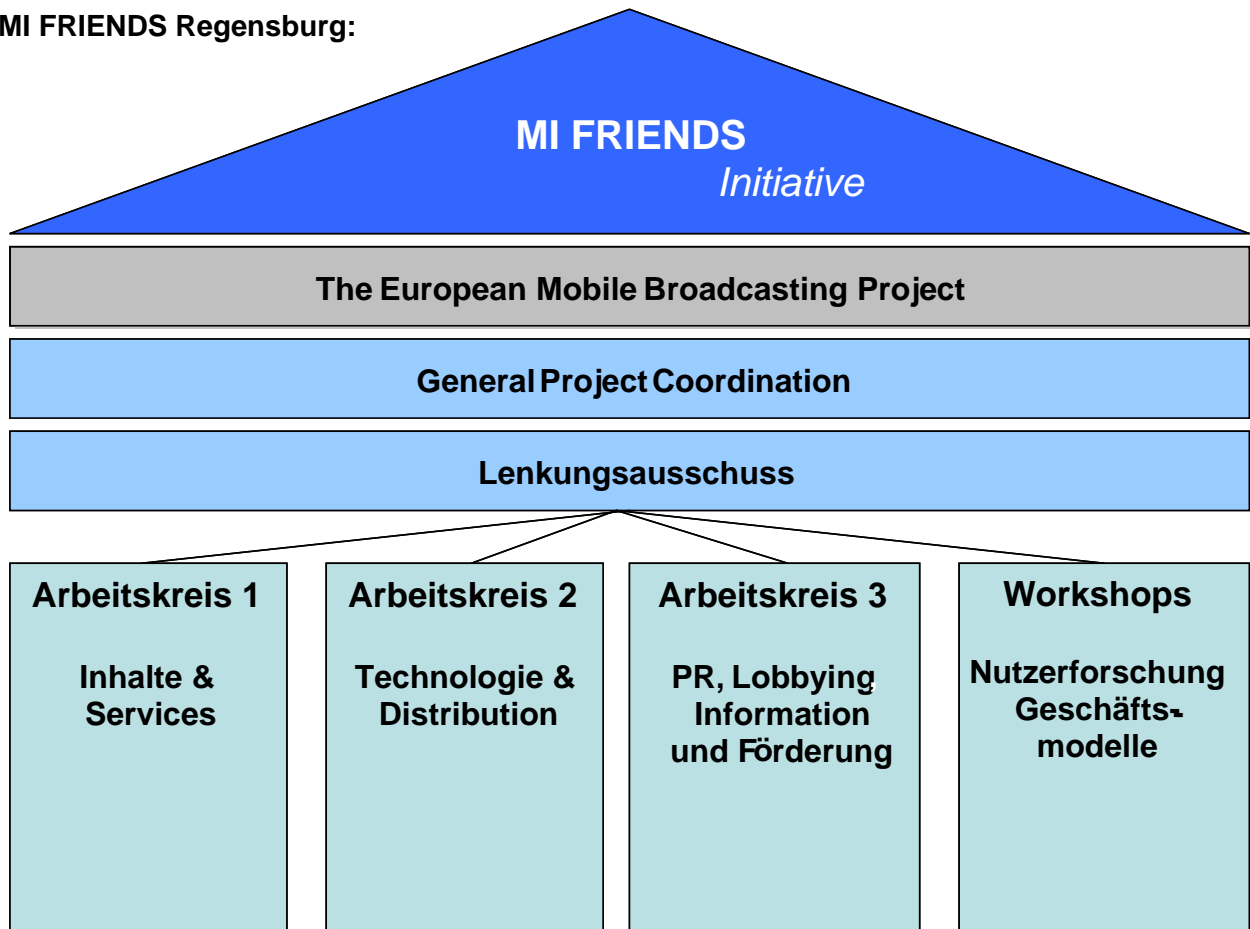 MI FRIENDS Regensburg:
MI FRIENDS
Initiative
The European Mobile Broadcasting Project
General Project Coordination
Lenkungsausschuss
Arbeitskreis 1
Inhalte &
Services
Arbeitskreis 2
Technologie &
Distribution
Arbeitskreis 3
PR, Lobbying,
Information
und Förderung
Workshops
Nutzerforschung
Geschäfts-
modelle